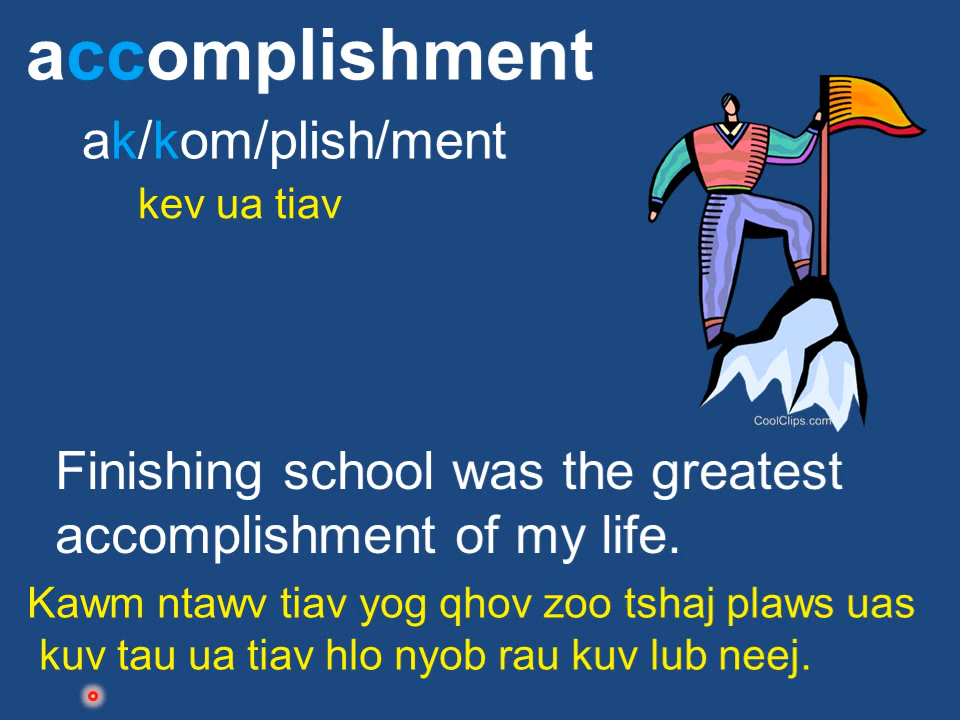 accomplishment
ak/kom/plish/ment
kev ua tiav
CoolClips.com
Finishing school was the greatest
accomplishment of my life.
Kawm ntawv tiav yog qhov zoo tshaj plaws uas
kuv tau ua tiav hlo nyob rau kuv lub neej.